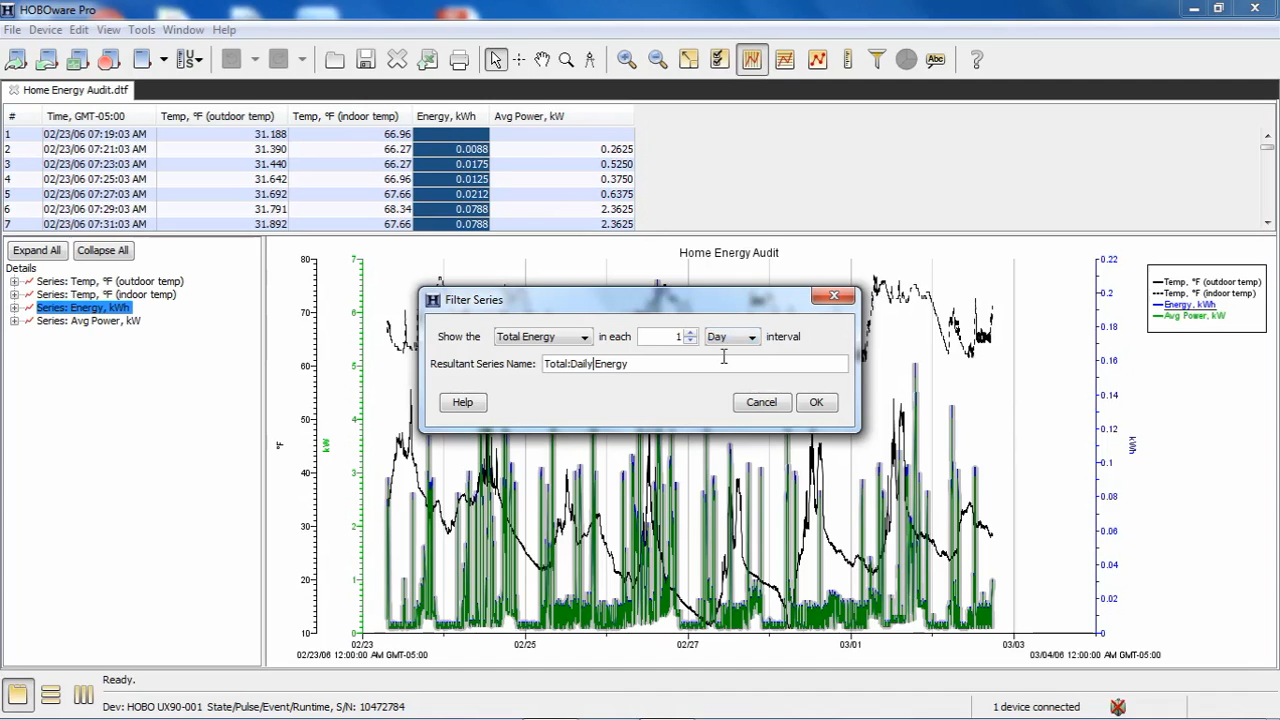 HOBOware Pro
File Device Edit Tools Window Help
Home Energy Audit.dtf
# Time, GMT-05:00 Temp, °F (outdoor temp) Temp, °F (indoor temp) Energy, kWh Avg Power, kW
1 02/23/06 07:19:03 AM 31.188 66.96
2 02/23/06 07:21:03 AM 31.390 66.27 0.0088 0.2625
3 02/23/06 07:23:03 AM 31.440 66.27 0.0175 0.5250
4 02/23/06 07:25:03 AM 31.642 66.96 0.0125 0.3750
5 02/23/06 07:27:03 AM 31.692 67.66 0.0212 0.6375
6 02/23/06 07:29:03 AM 31.791 68.34 0.0788 2.3625
7 02/23/06 07:31:03 AM 31.892 67.66 0.0788 2.3625
Expand All Collapse All
Details
Series: Temp, °F (outdoor temp)
Series: Temp, °F (indoor temp)
Series: Energy, kWh
Series: Avg Power, kW
Home Energy Audit
80 7 0.22
70 0.2
0.18
60 0.16
50 4 0.12
°F kW kWh
0.1
40 3 0.08
30 2 0.06
0.04
20 1 0.02
10 0 0
02/23 02/25 02/27 03/01 03/03
02/23/06 12:00:00 AM GMT-05:00 03/04/06 12:00:00 AM GMT-05:00
Temp, °F (outdoor temp)
Temp, °F (indoor temp)
Energy, kWh
Avg Power, kW
Filter Series
Show the Total Energy in each 1 Day interval
Resultant Series Name: Total:Daily Energy
Help Cancel OK
Abc
Ready.
Dev: HOBO UX90-001 State/Pulse/Event/Runtime, S/N: 10472784 1 device connected